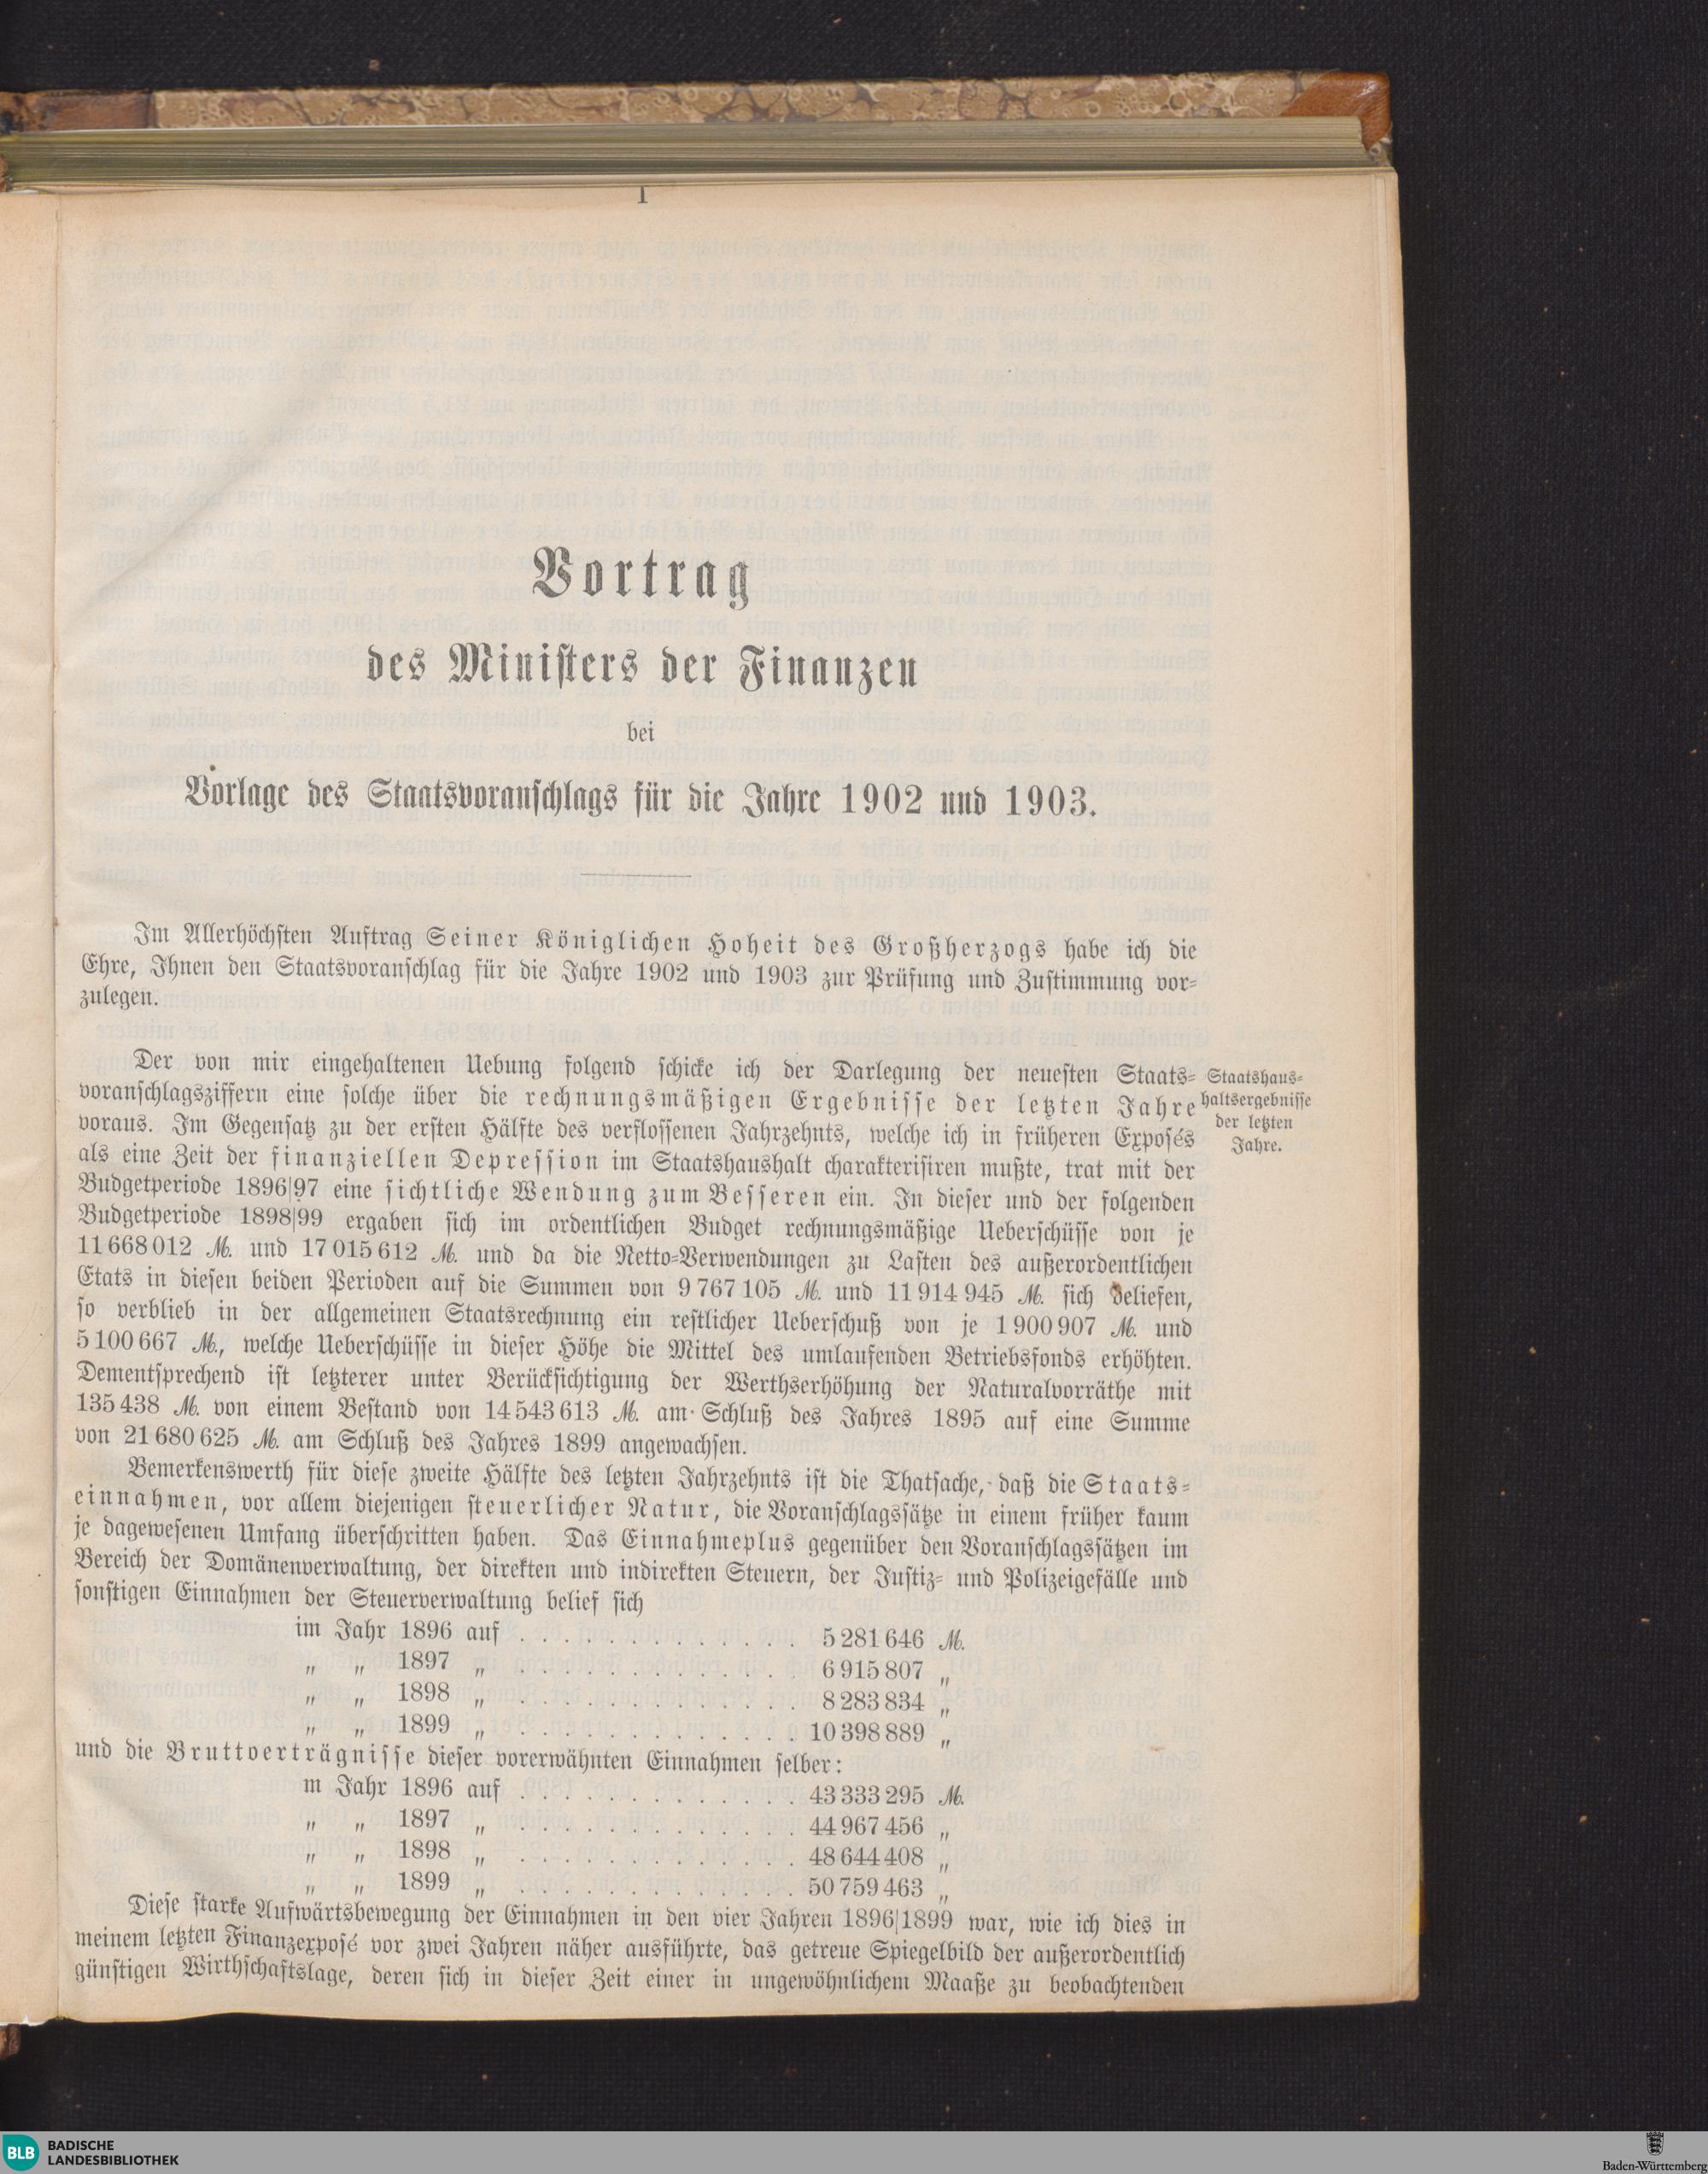 1
Vortrag
des Ministers der Finanzen
bei
Vorlage des Staatsvoranschlags für die Jahre 1902 und 1903.
Im Allerhöchsten Auftrag Seiner Königlichen Hoheit des Großherzogs habe ich die
Ehre, Ihnen den Staatsvoranschlag für die Jahre 1902 und 1903 zur Prüfung und Zustimmung vor-
zulegen.
Der von mir eingehaltenen Uebung folgend schicke ich der Darlegung der neuesten Staats-
voranschlagsziffern eine solche über die rechnungsmäßigen Ergebnisse der letzten Jahre
voraus. Im Gegensatz zu der ersten Hälfte des verflossenen Jahrzehnts, welche ich in früheren Exposés
als eine Zeit der finanziellen Depression im Staatshaushalt charakterisiren mußte, trat mit der
Budgetperiode 1896|97 eine sichtliche Wendung zum Besseren ein. In dieser und der folgenden
Budgetperiode 1898|99 ergaben sich im ordentlichen Budget rechnungsmäßige Ueberschüsse von je
11 668 012 M. und 17 015 612 M. und da die Netto-Verwendungen zu Lasten des außerordentlichen
Etats in diesen beiden Perioden auf die Summen von 9 767 105 M. und 11 914 945 M. sich beliefen,
so verblieb in der allgemeinen Staatsrechnung ein restlicher Ueberschuß von je 1 900 907 M. und
5 100 667 M., welche Ueberschüsse in dieser Höhe die Mittel des umlaufenden Betriebsfonds erhöhten.
Dementsprechend ist letzterer unter Berücksichtigung der Werthserhöhung der Naturalvorräthe mit
135 438 M. von einem Bestand von 14 543 613 M. am Schluß des Jahres 1895 auf eine Summe
von 21 680 625 M. am Schluß des Jahres 1899 angewachsen.
Staatshaus-
haltsergebnisse
der letzten
Jahre.
Bemerkenswerth für diese zweite Hälfte des letzten Jahrzehnts ist die Thatsache, daß die Staats-
einnahmen, vor allem diejenigen steuerlicher Natur, die Voranschlagssätze in einem früher kaum
je dagewesenen Umfang überschritten haben. Das Einnahmeplus gegenüber den Voranschlagssätzen im
Bereich der Domänenverwaltung, der direkten und indirekten Steuern, der Justiz- und Polizeigefälle und
sonstigen Einnahmen der Steuerverwaltung belief sich
im Jahr 1896 auf . . . . . . . . . . . . . 5 281 646 M.
„ „ 1897 „ . . . . . . . . . . . . . 6 915 807 „
„ „ 1898 „ . . . . . . . . . . . . . 8 283 834 „
„ „ 1899 „ . . . . . . . . . . . . . 10 398 889 „
und die Bruttoerträgnisse dieser vorerwähnten Einnahmen selber:
m Jahr 1896 auf . . . . . . . . . . . . . 43 333 295 M.
„ „ 1897 „ . . . . . . . . . . . . . 44 967 456 „
„ „ 1898 „ . . . . . . . . . . . . . 48 644 408 „
„ „ 1899 „ . . . . . . . . . . . . . 50 759 463 „
Diese starke Aufwärtsbewegung der Einnahmen in den vier Jahren 1896|1899 war, wie ich dies in
meinem letzten Finanzexposé vor zwei Jahren näher ausführte, das getreue Spiegelbild der außerordentlich
günstigen Wirthschaftslage, deren sich in dieser Zeit einer in ungewöhnlichem Maaße zu beobachtenden
BLB BADISCHE
LANDESBIBLIOTHEK
Baden-Württemberg